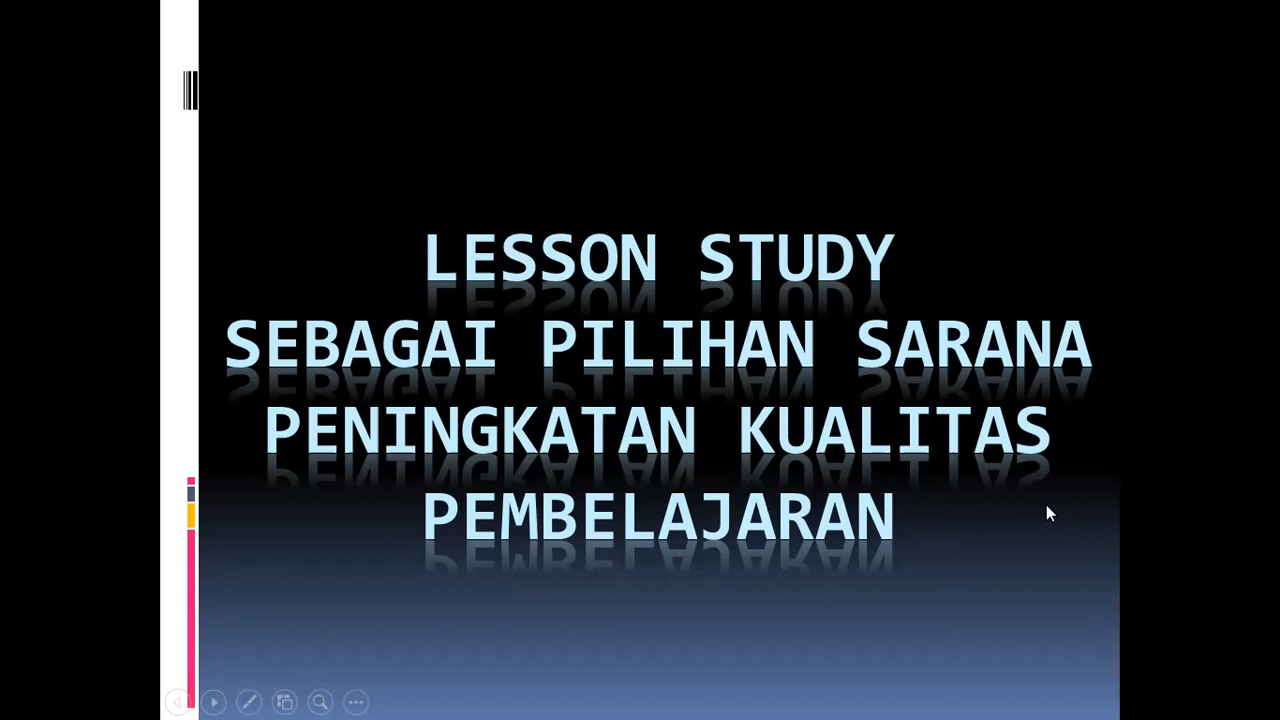 LESSON STUDY
SEBAGAI PILIHAN SARANA
PENINGKATAN KUALITAS
PEMBELAJARAN